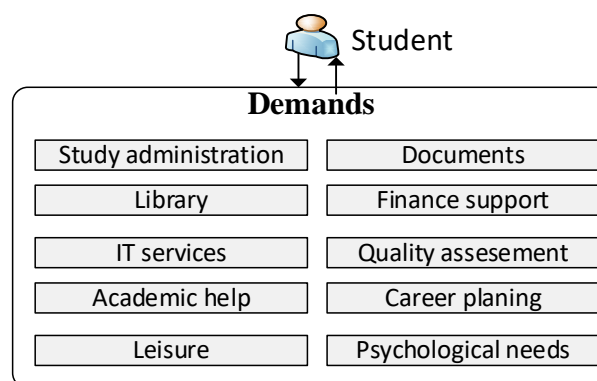 Student
Demands
Study administration
Documents
Library
Finance support
IT services
Quality assesement
Academic help
Career planing
Leisure
Psychological needs